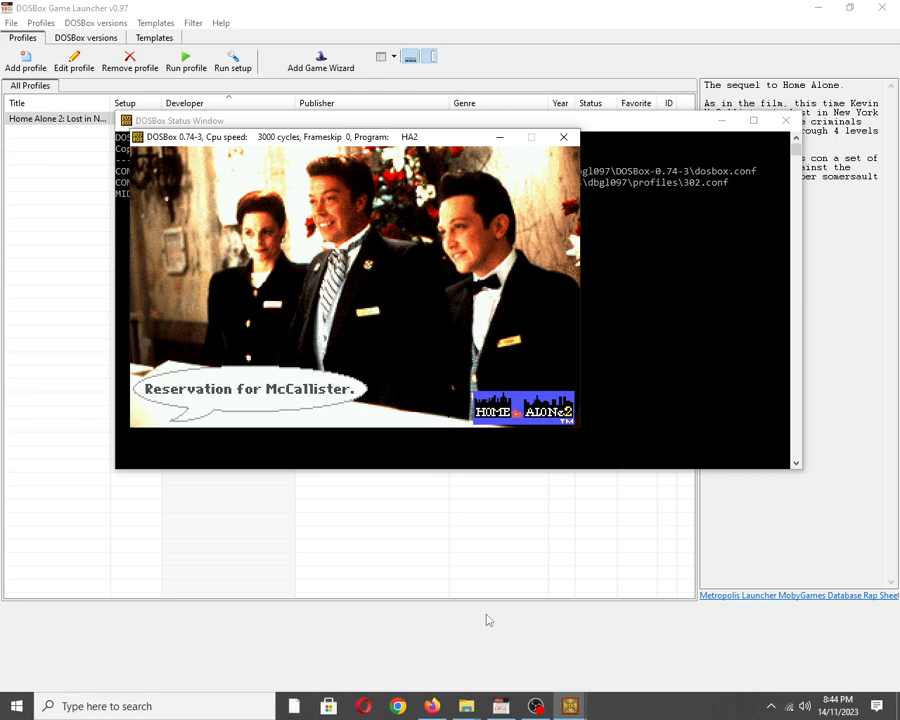 DOSBox Game Launcher v0.97
File Profiles DOSBox versions Templates Filter Help
Profiles DOSBox versions Templates
Add profile Edit profile Remove profile Run profile Run setup Add Game Wizard
All Profiles
Title Setup Developer Publisher Genre Year Status Favorite ID
Home Alone 2: Lost in N...
The sequel to Home Alone.
As in the film, this time Kevin
st in New York
criminals
rough 4 levels
s con a set of
ainst the
per somersault
DOSBox Status Window
DOSBox 0.74-3, Cpu speed: 3000 cycles, Frameskip 0, Program: HA2
gl097\DOSBox-0.74-3\dosbox.conf
\dbgl097\profiles\302.conf
Reservation for McCallister.
HOME ALONE2
TM
Metropolis Launcher MobyGames Database Rap Sheet
Type here to search
8:44 PM
14/11/2023